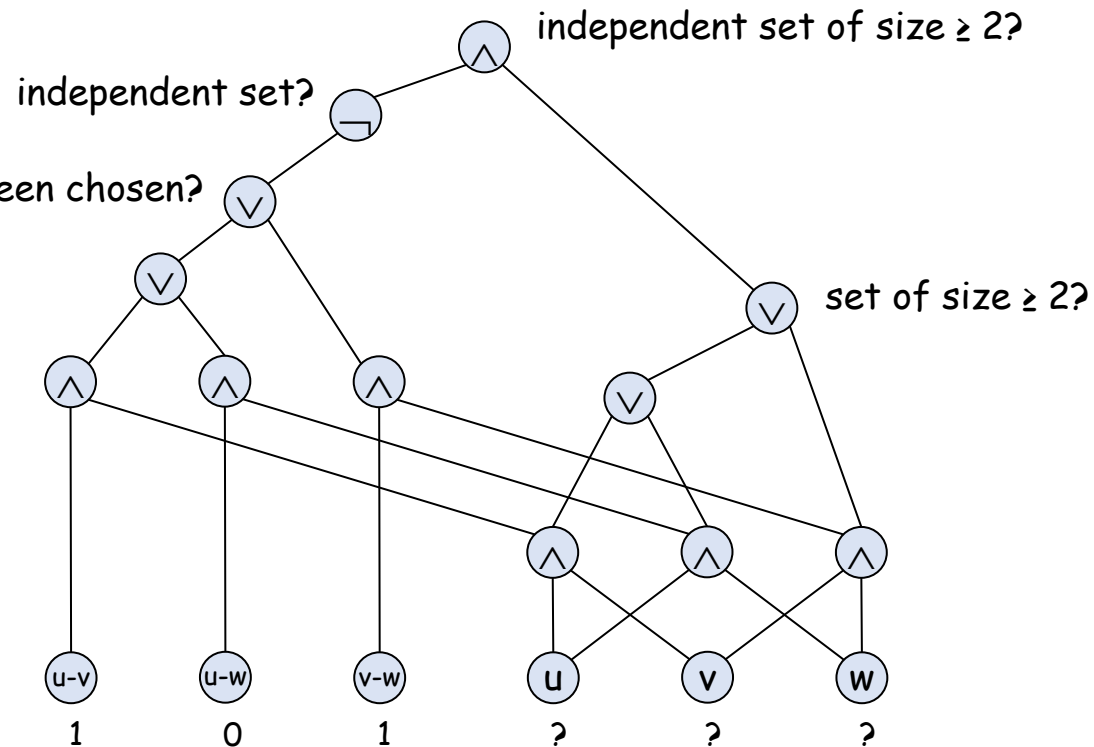 independent set of size ≥ 2?
∧
independent set?
¬
een chosen?
∨
∨
∨
set of size ≥ 2?
∧ ∧ ∧
∨
∧ ∧ ∧
u-v u-w v-w u v w
1 0 1 ? ? ?